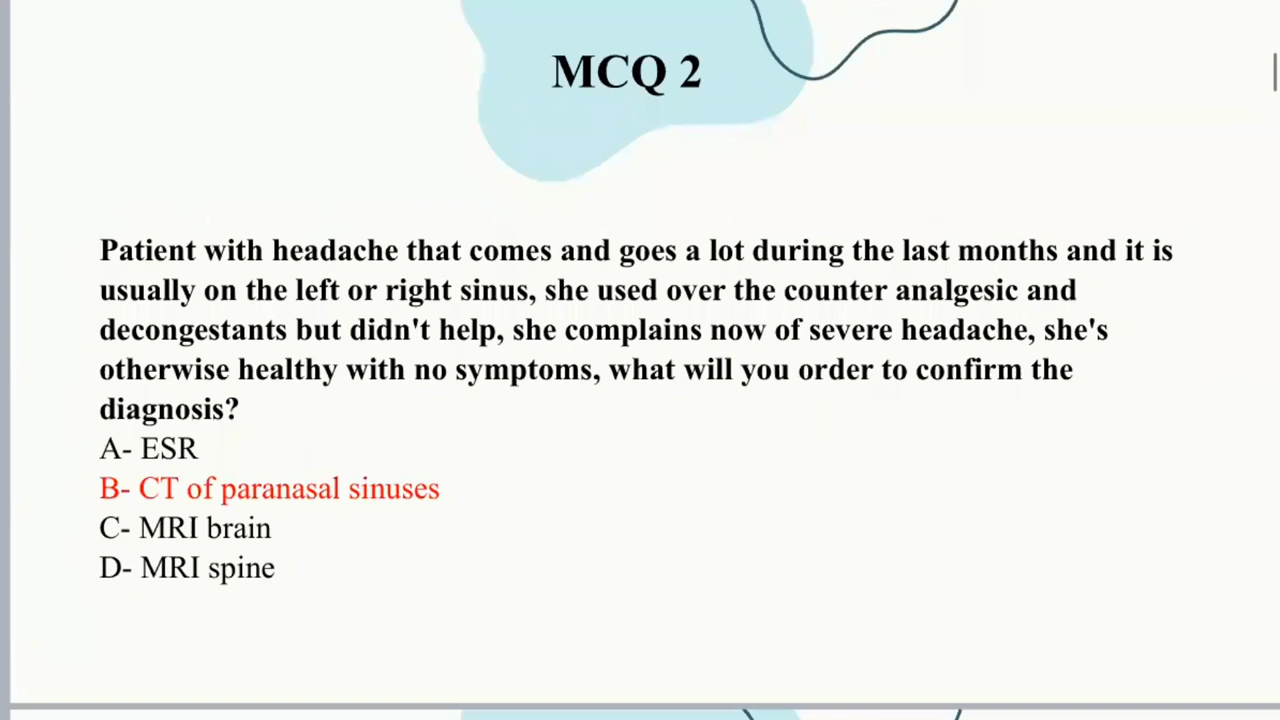 MCQ 2
Patient with headache that comes and goes a lot during the last months and it is
usually on the left or right sinus, she used over the counter analgesic and
decongestants but didn't help, she complains now of severe headache, she's
otherwise healthy with no symptoms, what will you order to confirm the
diagnosis?
A- ESR
B- CT of paranasal sinuses
C- MRI brain
D- MRI spine